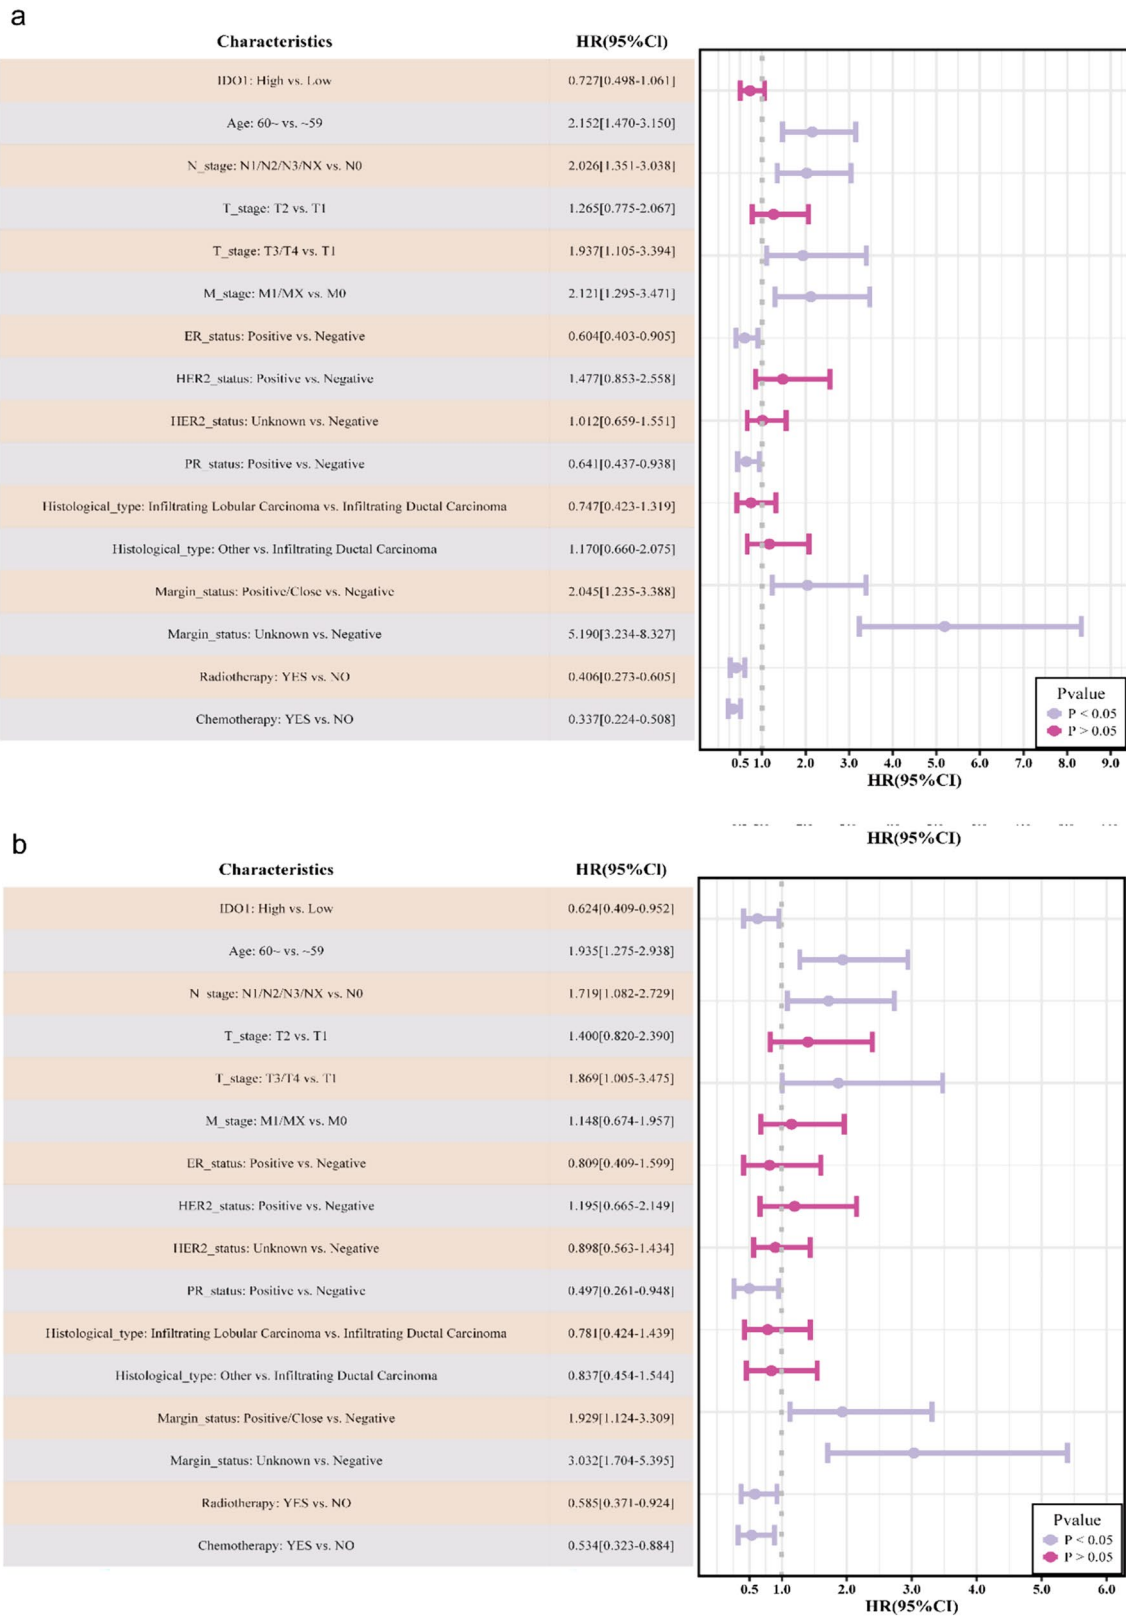 a
Characteristics HR(95%CI)
IDO1: High vs. Low 0.727[0.498-1.061]
Age: 60~ vs. ~59 2.152[1.470-3.150]
N_stage: N1/N2/N3/NX vs. N0 2.026[1.351-3.038]
T_stage: T2 vs. T1 1.265[0.775-2.067]
T_stage: T3/T4 vs. T1 1.937[1.105-3.394]
M_stage: M1/MX vs. M0 2.121[1.295-3.471]
ER_status: Positive vs. Negative 0.604[0.403-0.905]
HER2_status: Positive vs. Negative 1.477[0.853-2.558]
HER2_status: Unknown vs. Negative 1.012[0.659-1.551]
PR_status: Positive vs. Negative 0.641[0.437-0.938]
Histological_type: Infiltrating Lobular Carcinoma vs. Infiltrating Ductal Carcinoma 0.747[0.423-1.319]
Histological_type: Other vs. Infiltrating Ductal Carcinoma 1.170[0.660-2.075]
Margin_status: Positive/Close vs. Negative 2.045[1.235-3.388]
Margin_status: Unknown vs. Negative 5.190[3.234-8.327]
Radiotherapy: YES vs. NO 0.406[0.273-0.605]
Chemotherapy: YES vs. NO 0.337[0.224-0.508]
Pvalue
P < 0.05
P > 0.05
0.5 1.0 2.0 3.0 4.0 5.0 6.0 7.0 8.0 9.0
HR(95%CI)
HR(95%CI)
b
Characteristics HR(95%CI)
IDO1: High vs. Low 0.624[0.409-0.952]
Age: 60~ vs. ~59 1.935[1.275-2.938]
N_stage: N1/N2/N3/NX vs. N0 1.719[1.082-2.729]
T_stage: T2 vs. T1 1.400[0.820-2.390]
T_stage: T3/T4 vs. T1 1.869[1.005-3.475]
M_stage: M1/MX vs. M0 1.148[0.674-1.957]
ER_status: Positive vs. Negative 0.809[0.409-1.599]
HER2_status: Positive vs. Negative 1.195[0.665-2.149]
HER2_status: Unknown vs. Negative 0.898[0.563-1.434]
PR_status: Positive vs. Negative 0.497[0.261-0.948]
Histological_type: Infiltrating Lobular Carcinoma vs. Infiltrating Ductal Carcinoma 0.781[0.424-1.439]
Histological_type: Other vs. Infiltrating Ductal Carcinoma 0.837[0.454-1.544]
Margin_status: Positive/Close vs. Negative 1.929[1.124-3.309]
Margin_status: Unknown vs. Negative 3.032[1.704-5.395]
Radiotherapy: YES vs. NO 0.585[0.371-0.924]
Chemotherapy: YES vs. NO 0.534[0.323-0.884]
Pvalue
P < 0.05
P > 0.05
0.5 1.0 2.0 3.0 4.0 5.0 6.0
HR(95%CI)